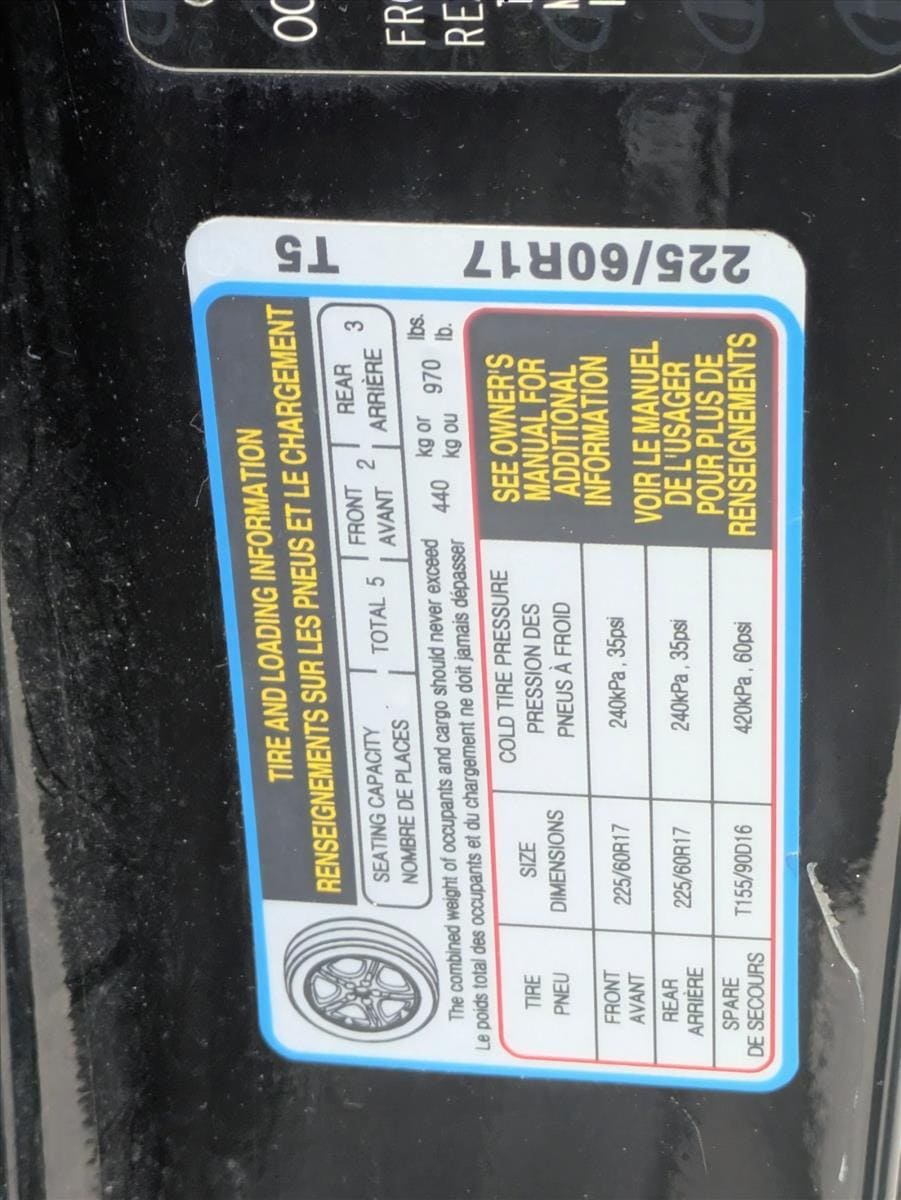 TIRE AND LOADING INFORMATION
RENSEIGNEMENTS SUR LES PNEUS ET LE CHARGEMENT
SEATING CAPACITY
NOMBRE DE PLACES
TOTAL 5
FRONT
AVANT 2
REAR
ARRIÈRE 3
The combined weight of occupants and cargo should never exceed 440 kg or 970 lbs.
Le poids total des occupants et du chargement ne doit jamais dépasser kg ou lb.
TIRE SIZE COLD TIRE PRESSURE
PNEU DIMENSIONS PRESSION DES
PNEUS À FROID
FRONT
AVANT 225/60R17 240kPa , 35psi
REAR
ARRIÈRE 225/60R17 240kPa , 35psi
SPARE
DE SECOURS T155/90D16 420kPa , 60psi
SEE OWNER'S
MANUAL FOR
ADDITIONAL
INFORMATION
VOIR LE MANUEL
DE L'USAGER
POUR PLUS DE
RENSEIGNEMENTS
225/60R17 T5